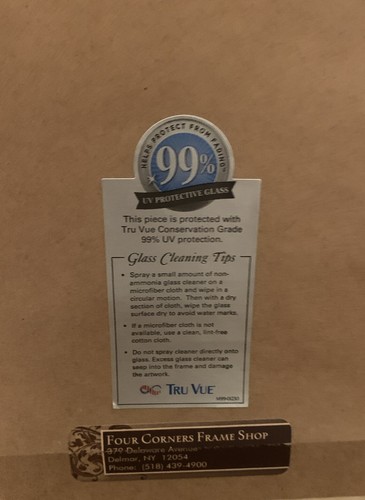 HELPS PROTECT FROM FADING*
99%
UV PROTECTIVE GLASS
This piece is protected with
Tru Vue Conservation Grade
99% UV protection.
Glass Cleaning Tips
• Spray a small amount of non-
ammonia glass cleaner on a
microfiber cloth and wipe in a
circular motion. Then with a dry
section of cloth, wipe the glass
surface dry to avoid water marks.
• If a microfiber cloth is not
available, use a clean, lint-free
cotton cloth.
• Do not spray cleaner directly onto
glass. Excess glass cleaner can
seep into the frame and damage
the artwork.
TRU VUE
FOUR CORNERS FRAME SHOP
379 Delaware Avenue
Delmar, NY 12054
Phone: (518) 439-4900